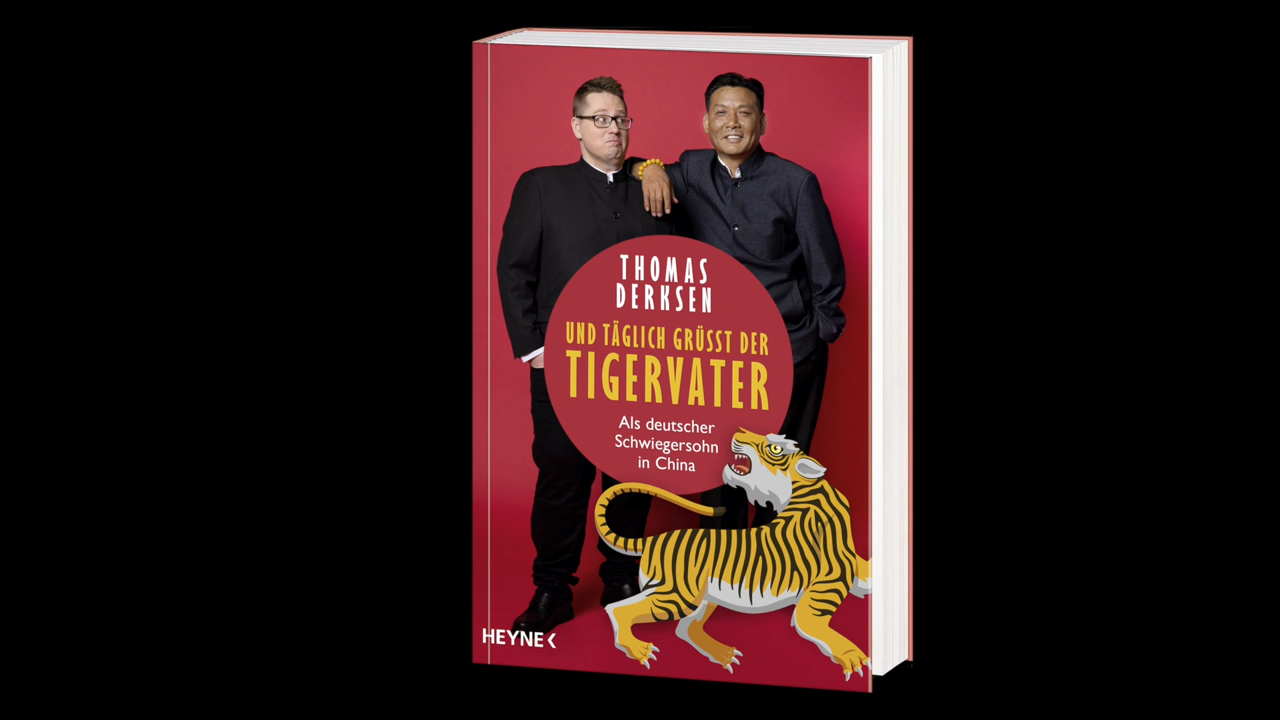 THOMAS
DERKSEN
UND TÄGLICH GRÜSST DER
TIGERVATER
Als deutscher
Schwiegersohn
in China
HEYNE<